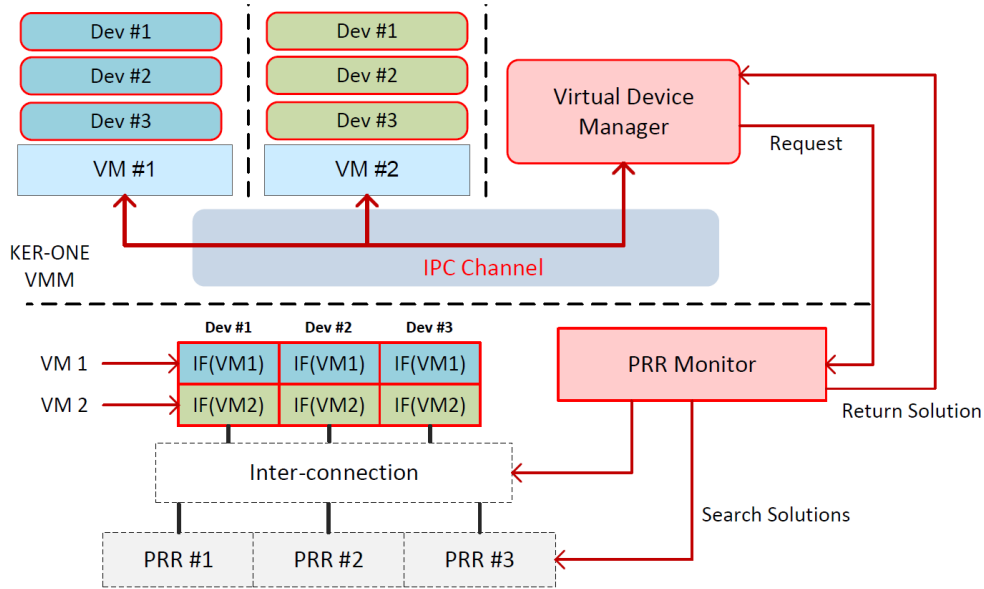 Dev #1
Dev #2
Dev #3
VM #1
Dev #1
Dev #2
Dev #3
VM #2
Virtual Device
Manager
Request
KER-ONE
VMM
IPC Channel
Dev #1 Dev #2 Dev #3
VM 1
IF(VM1) IF(VM1) IF(VM1)
VM 2
IF(VM2) IF(VM2) IF(VM2)
PRR Monitor
Return Solution
Inter-connection
Search Solutions
PRR #1 PRR #2 PRR #3